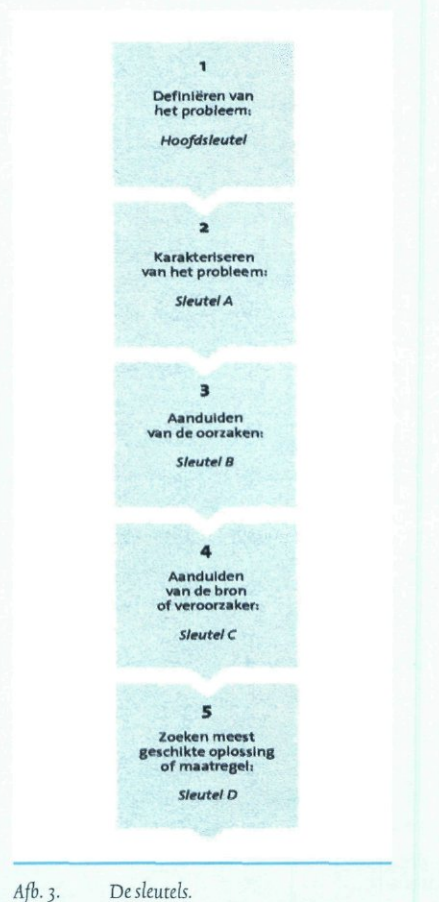 1
Definiëren van
het probleem:
Hoofdsleutel
2
Karakteriseren
van het probleem:
Sleutel A
3
Aanduiden
van de oorzaken:
Sleutel B
4
Aanduiden
van de bron
of veroorzaker:
Sleutel C
5
Zoeken meest
geschikte oplossing
of maatregel:
Sleutel D
Afb. 3. De sleutels.